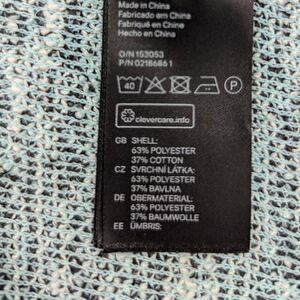 Made in China
Fabricado em China
Fabriqué en Chine
Hecho en China
O/N 153053
P/N 0218686 1
40 P
clevercare.info
GB SHELL:
63% POLYESTER
37% COTTON
CZ SVRCHNÍ LÁTKA:
63% POLYESTER
37% BAVLNA
DE OBERMATERIAL:
63% POLYESTER
37% BAUMWOLLE
EE ÜMBRIS: